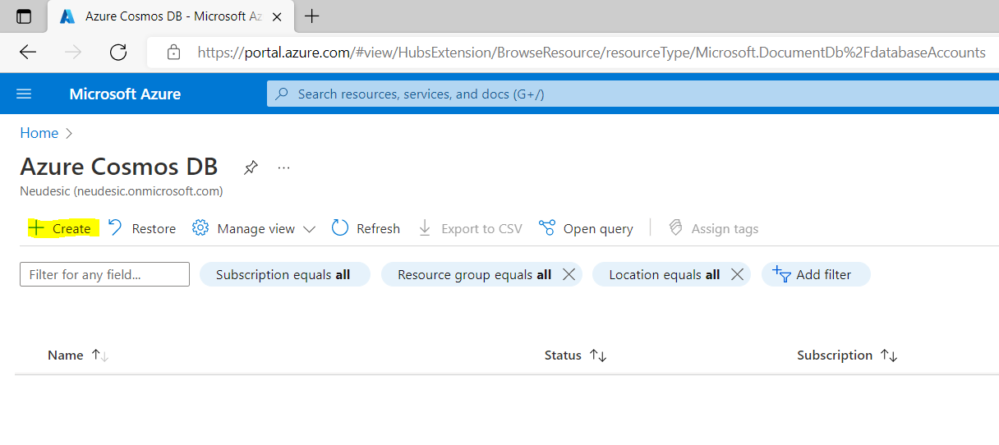 Azure Cosmos DB - Microsoft Az
https://portal.azure.com/#view/HubsExtension/BrowseResource/resourceType/Microsoft.DocumentDb%2FdatabaseAccounts
Microsoft Azure Search resources, services, and docs (G+/)
Home
Azure Cosmos DB ...
Neudesic (neudesic.onmicrosoft.com)
Create Restore Manage view Refresh Export to CSV Open query Assign tags
Filter for any field... Subscription equals all Resource group equals all Location equals all Add filter
Name Status Subscription